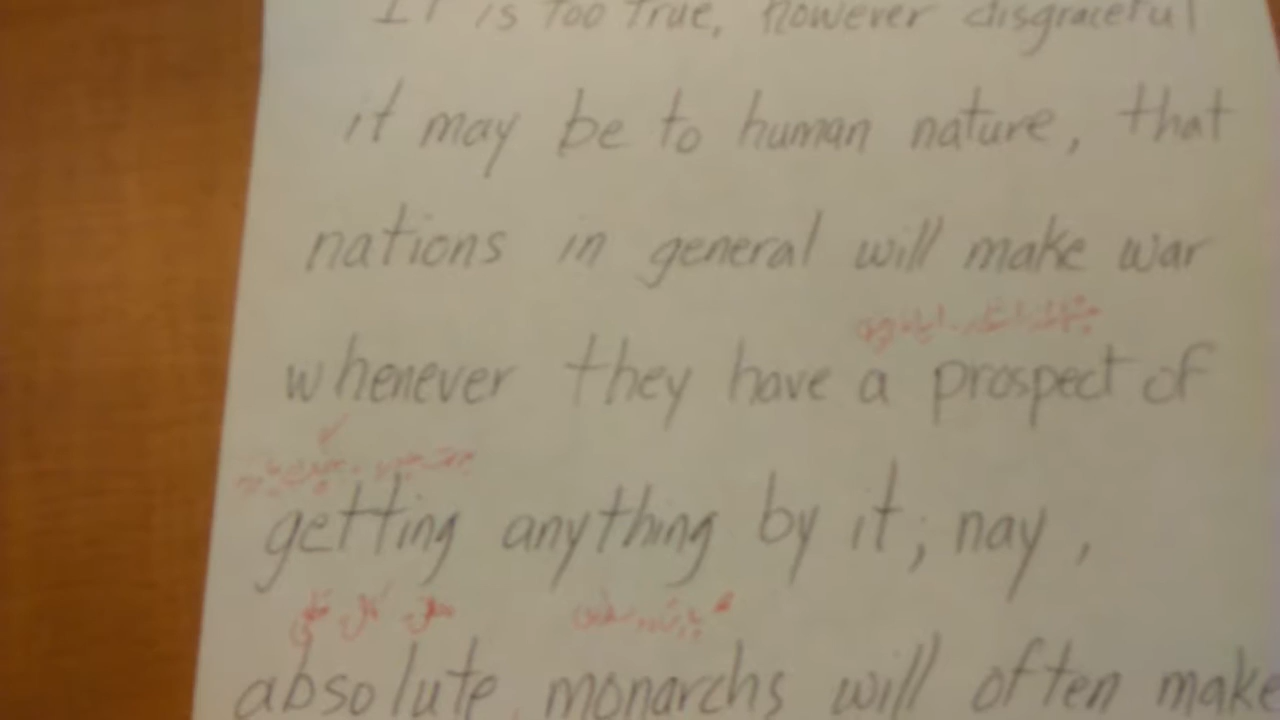 It is too true, however disgraceful
it may be to human nature, that
nations in general will make war
whenever they have a prospect of
getting anything by it; nay,
absolute monarchs will often make